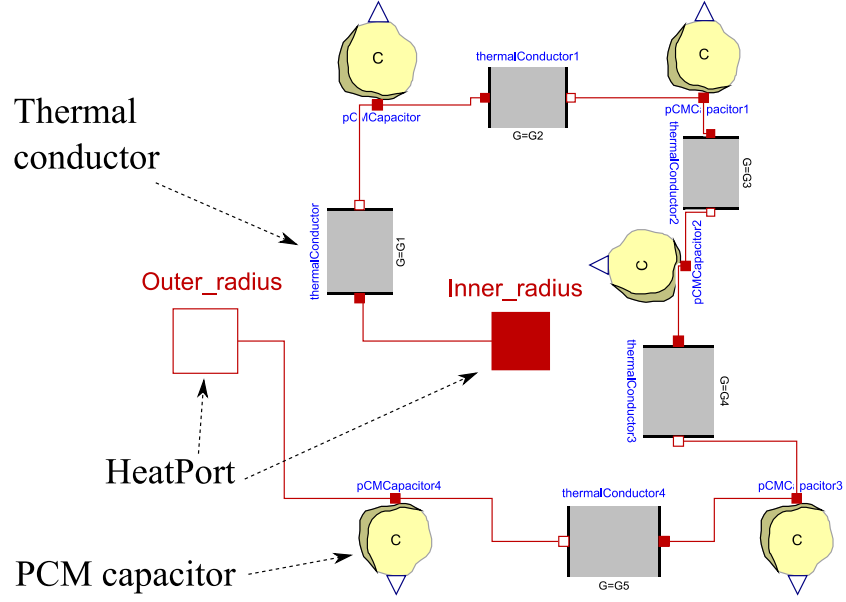 C
C
thermalConductor1
pCMCapacitor
pCMCapacitor1
G=G2
Thermal
conductor
thermalConductor2
G=G3
thermalConductor
G=G1
C
pCMCapacitor2
Outer_radius
Inner_radius
thermalConductor3
G=G4
HeatPort
pCMCapacitor4
thermalConductor4
pCMCapacitor3
C
C
PCM capacitor
G=G5